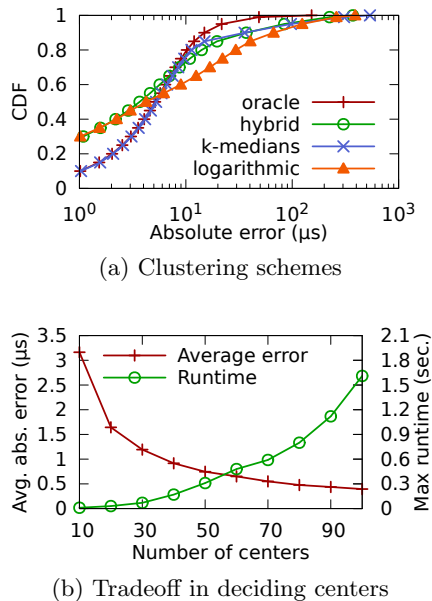 CDF
1
0.8
0.6
0.4
0.2
0
oracle
hybrid
k-medians
logarithmic
10^0 10^1 10^2 10^3
Absolute error (μs)
(a) Clustering schemes
Avg. abs. error (μs)
3.5
3
2.5
2
1.5
1
0.5
0
Average error
Runtime
2.1
1.8
1.5
1.2
0.9
0.6
0.3
0
Max runtime (sec.)
10 30 50 70 90
Number of centers
(b) Tradeoff in deciding centers